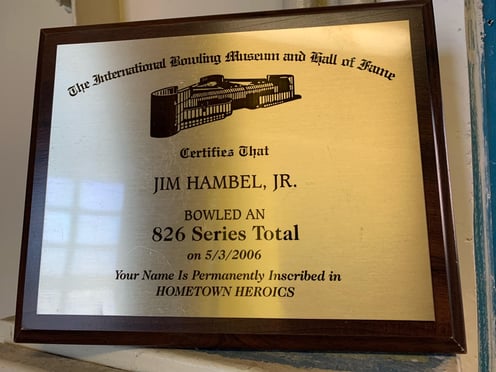 The International Bowling Museum and Hall of Fame
Certifies That
JIM HAMBEL, JR.
BOWLED AN
826 Series Total
on 5/3/2006
Your Name Is Permanently Inscribed in
HOMETOWN HEROICS